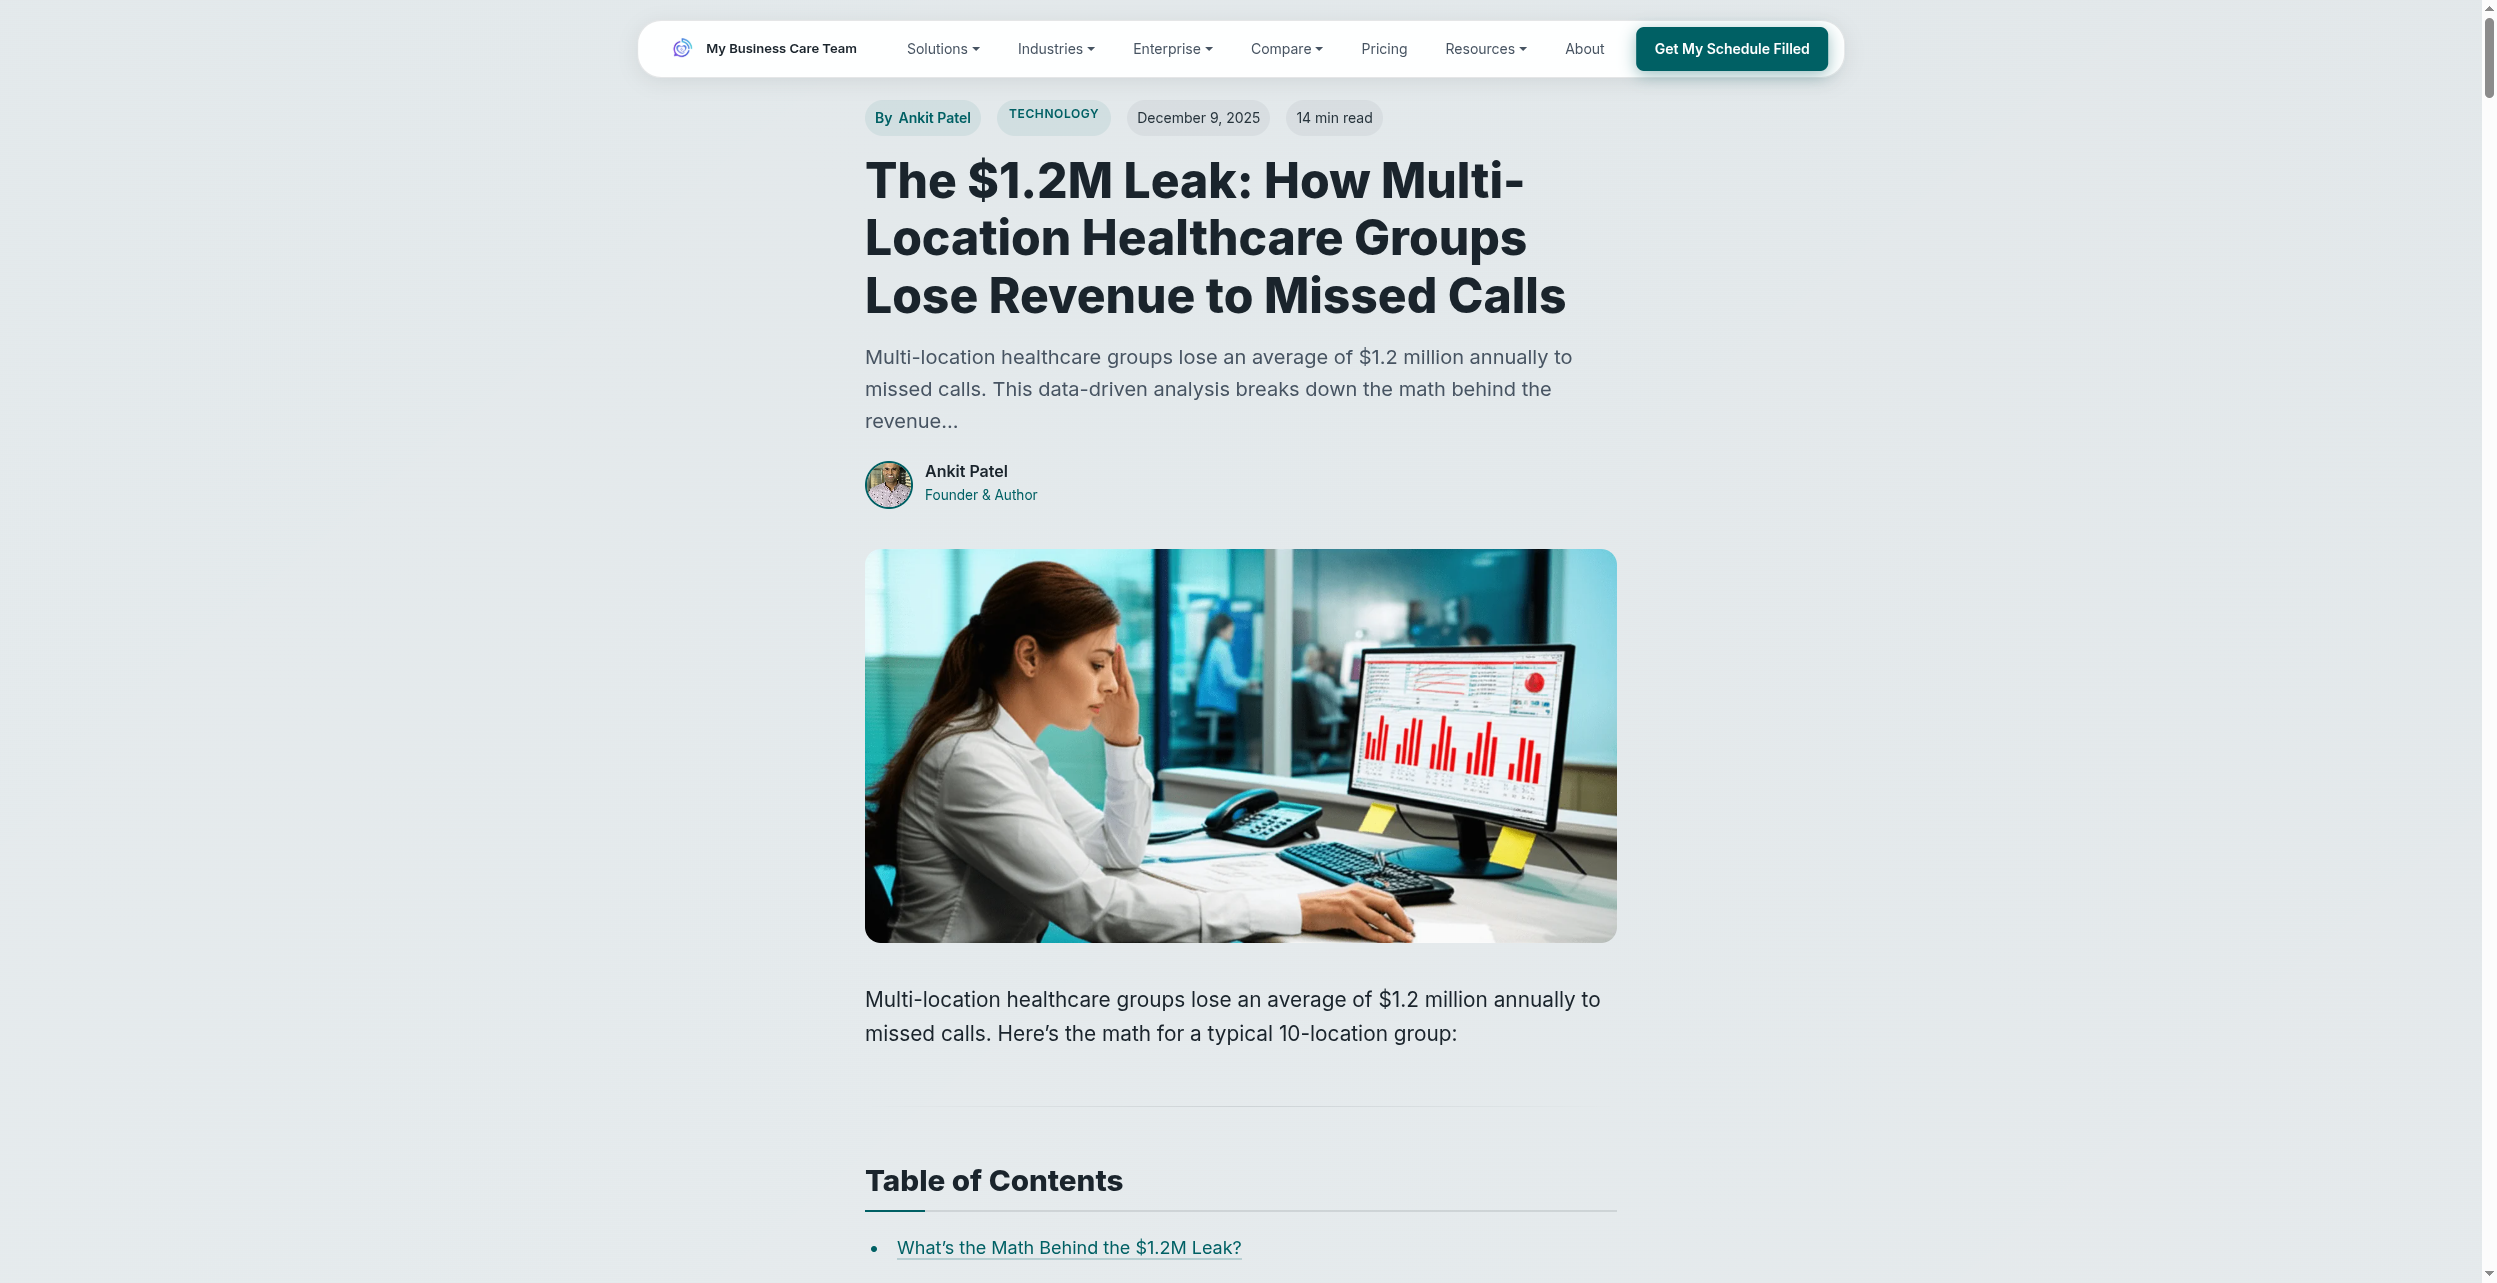 My Business Care Team
Solutions
Industries
Enterprise
Compare
Pricing
Resources
About
Get My Schedule Filled
By Ankit Patel
TECHNOLOGY
December 9, 2025
14 min read
The $1.2M Leak: How Multi-
Location Healthcare Groups
Lose Revenue to Missed Calls
Multi-location healthcare groups lose an average of $1.2 million annually to
missed calls. This data-driven analysis breaks down the math behind the
revenue...
Ankit Patel
Founder & Author
Multi-location healthcare groups lose an average of $1.2 million annually to
missed calls. Here’s the math for a typical 10-location group:
Table of Contents
What’s the Math Behind the $1.2M Leak?